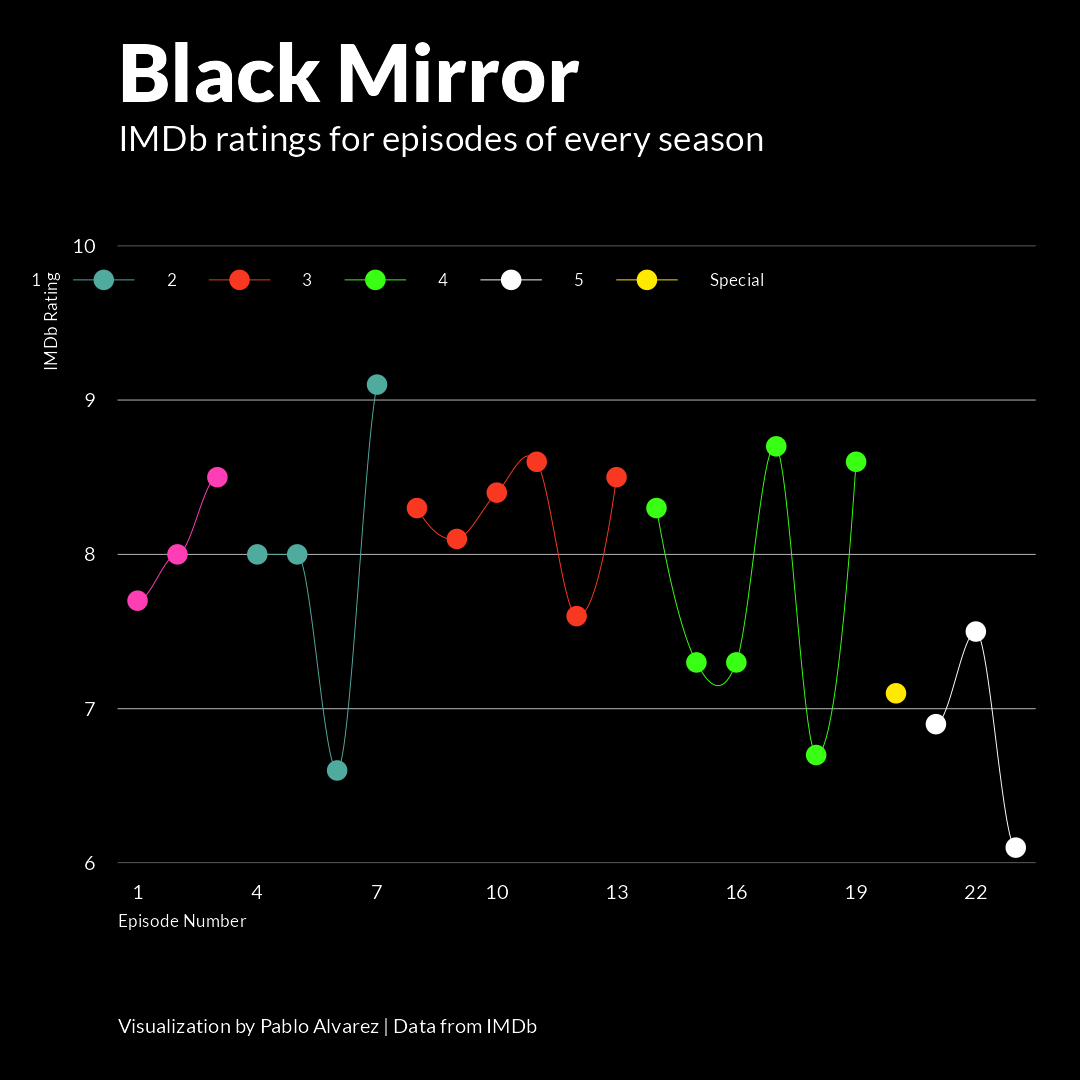 Black Mirror
IMDb ratings for episodes of every season
10
1 2 3 4 5 Special
IMDb Rating
9
8
7
6
1 4 7 10 13 16 19 22
Episode Number
Visualization by Pablo Alvarez | Data from IMDb